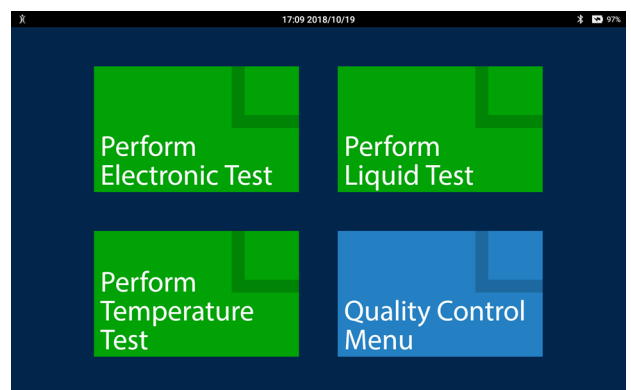 17:09 2018/10/19
97%
Perform
Electronic Test
Perform
Liquid Test
Perform
Temperature
Test
Quality Control
Menu